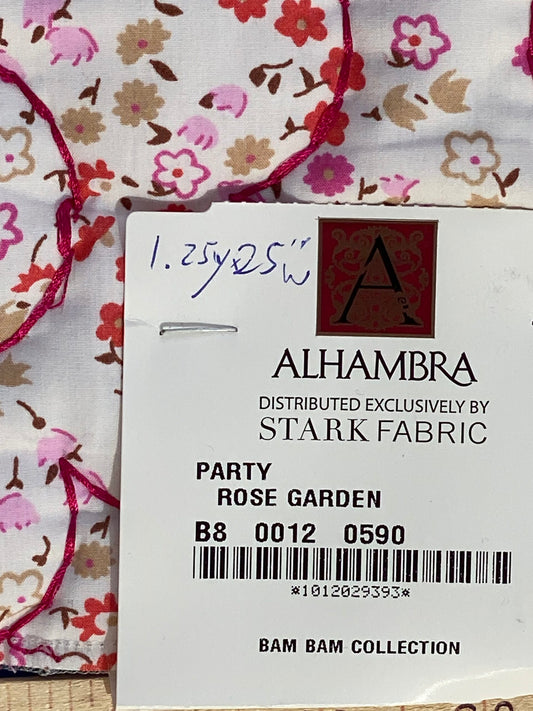 1.25y x 25"w
A
ALHAMBRA
DISTRIBUTED EXCLUSIVELY BY
STARK FABRIC
PARTY
ROSE GARDEN
B8 0012 0590
*1012029393*
BAM BAM COLLECTION